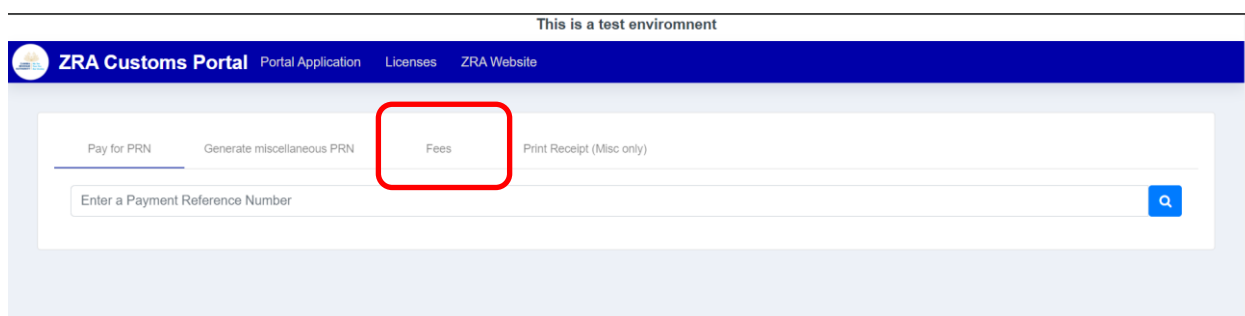 This is a test enviromnent
ZRA Customs Portal Portal Application Licenses ZRA Website
Pay for PRN Generate miscellaneous PRN Fees Print Receipt (Misc only)
Enter a Payment Reference Number